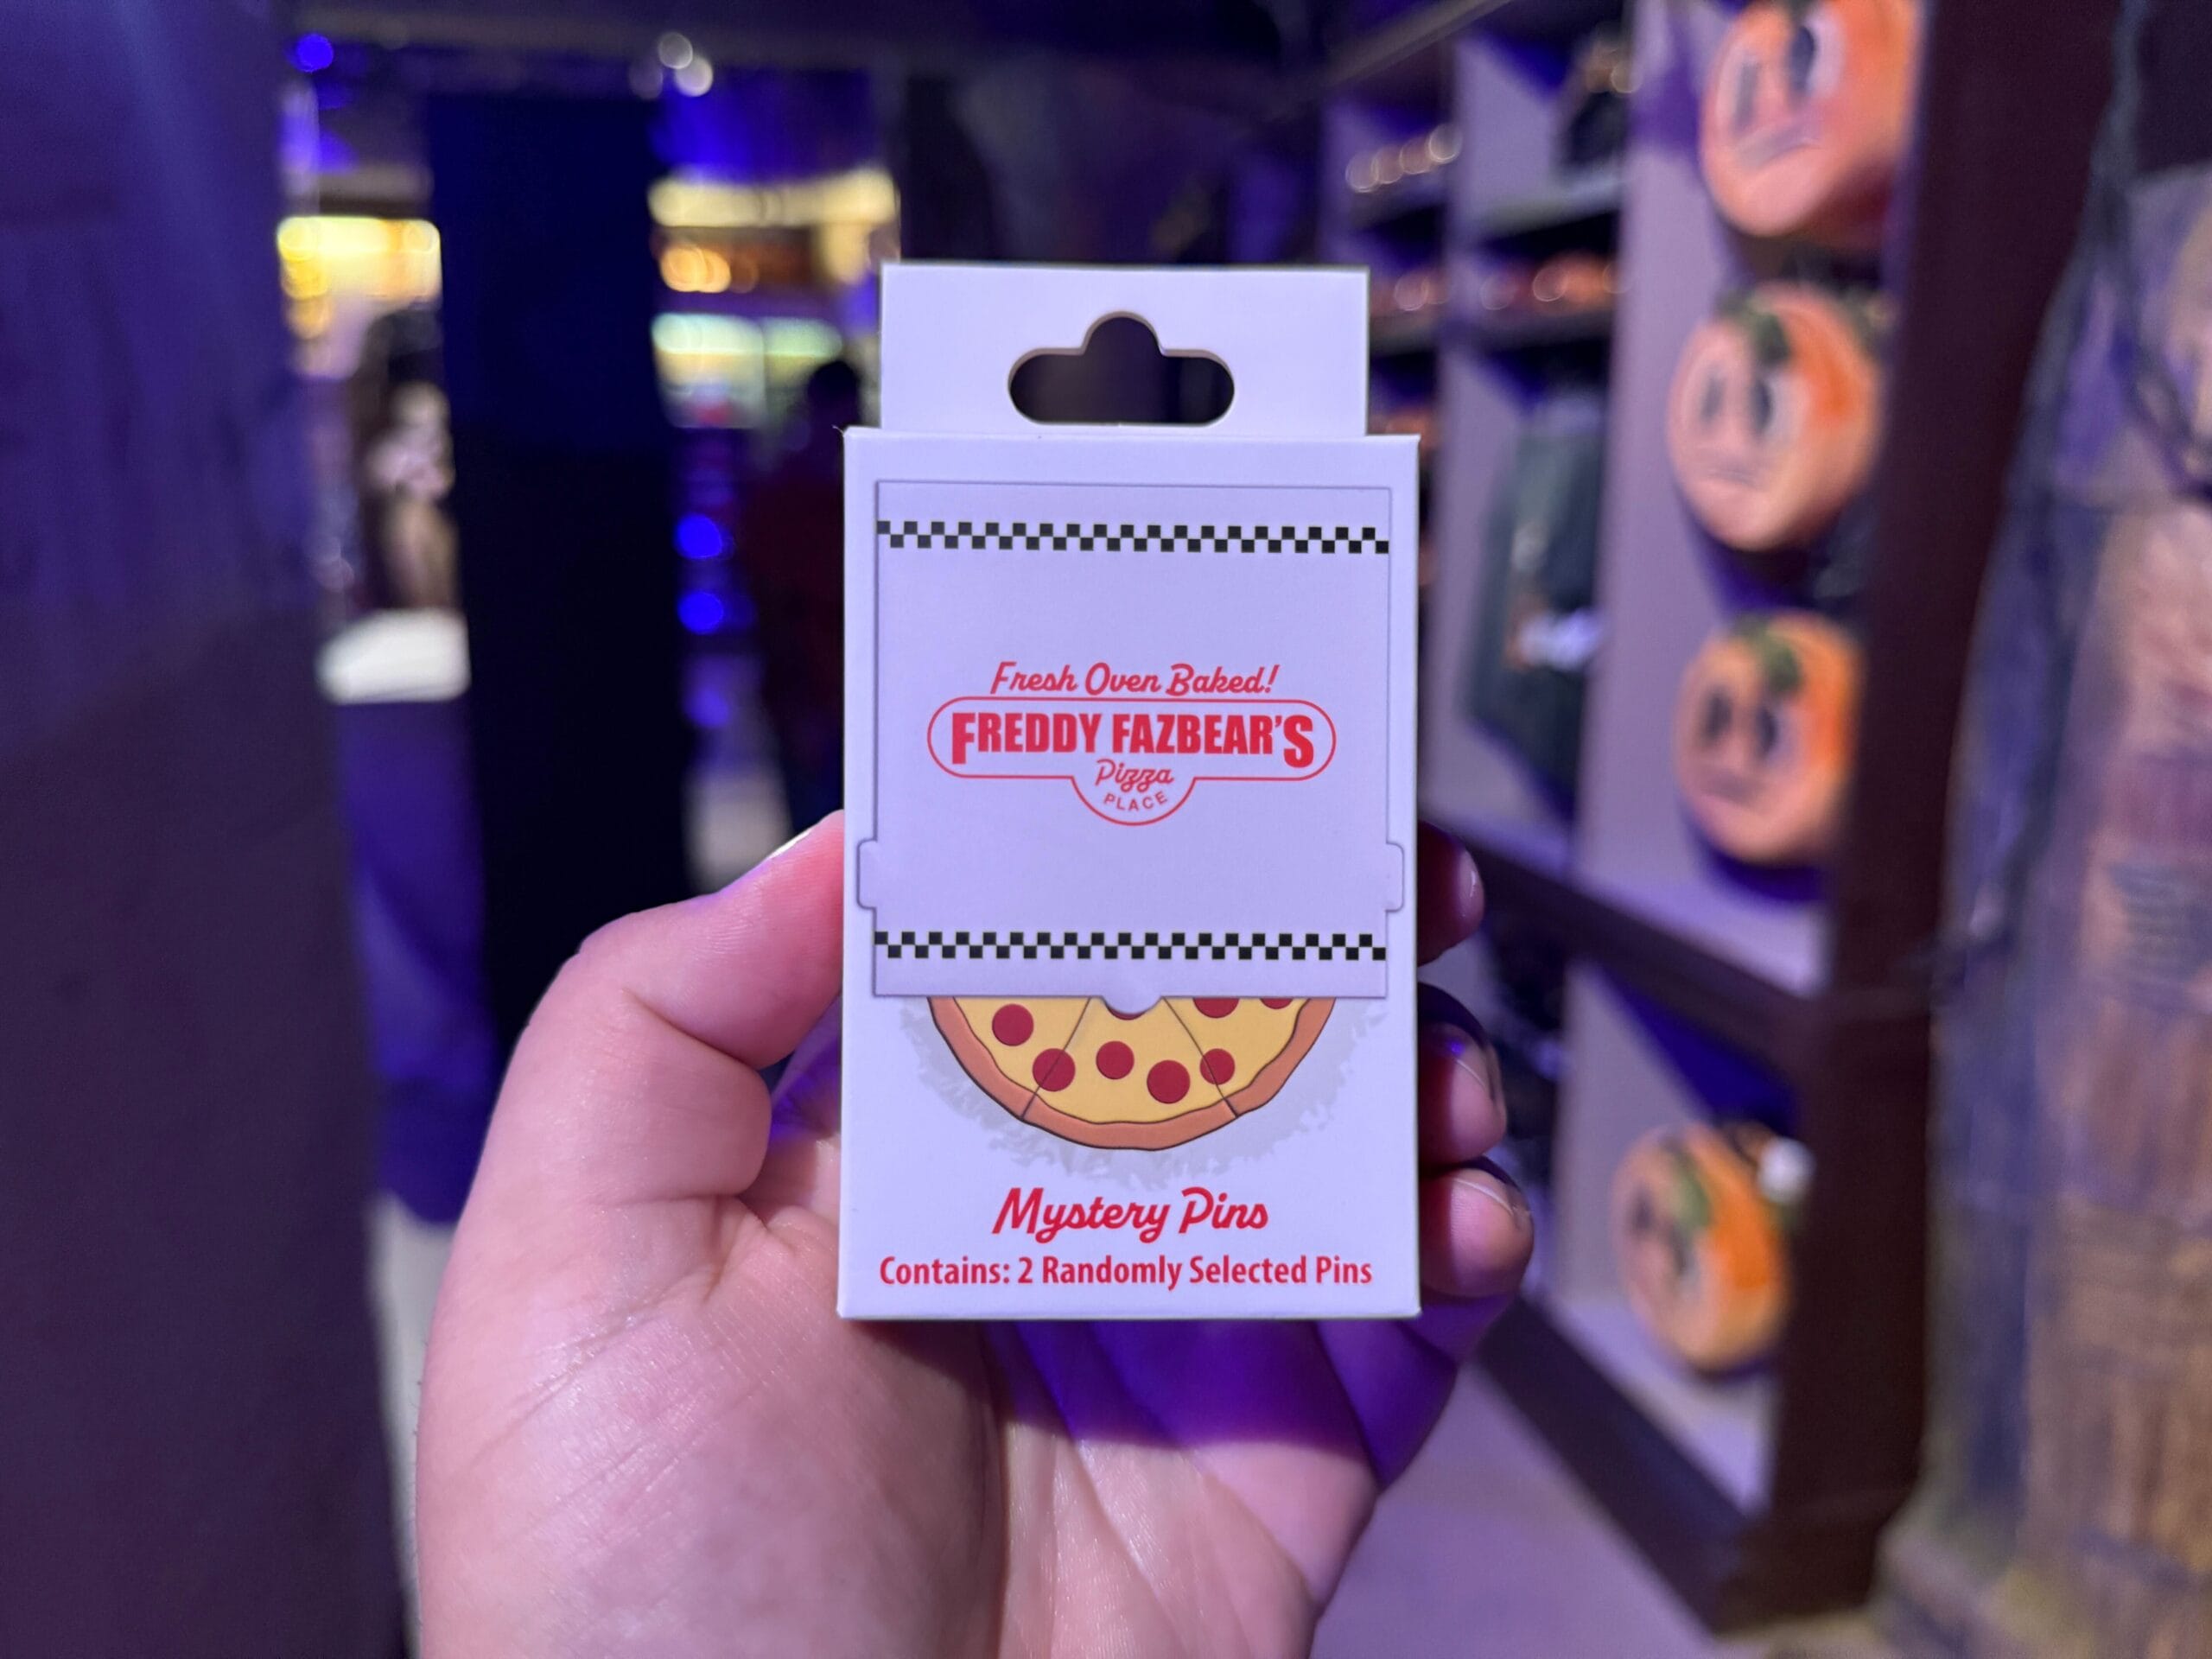 Fresh Oven Baked!
FREDDY FAZBEAR'S
Pizza
PLACE
Mystery Pins
Contains: 2 Randomly Selected Pins